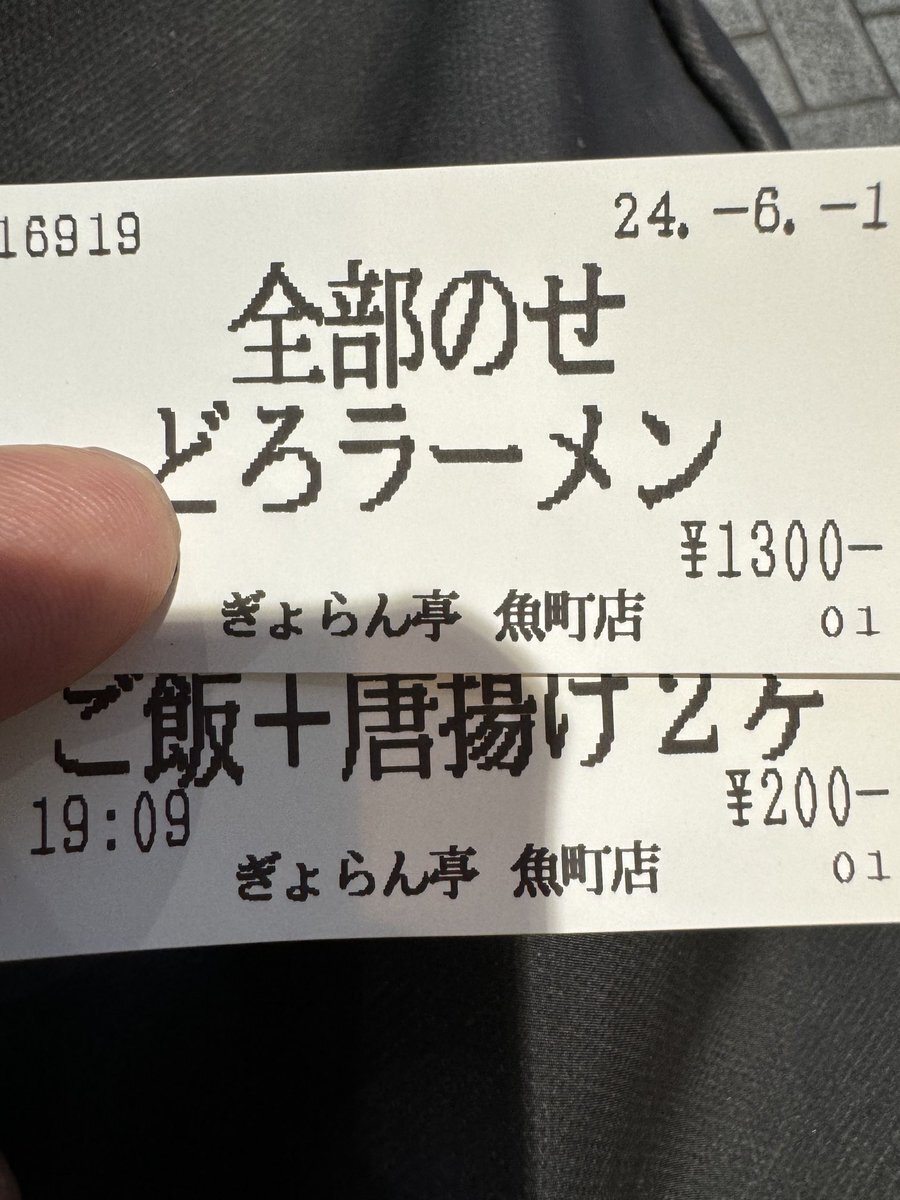 16919 24.-6.-1
全部のせ
どろラーメン
¥1300-
ぎょらん亭 魚町店 01
ご飯+唐揚げ2ケ
19:09 ¥200-
ぎょらん亭 魚町店 01